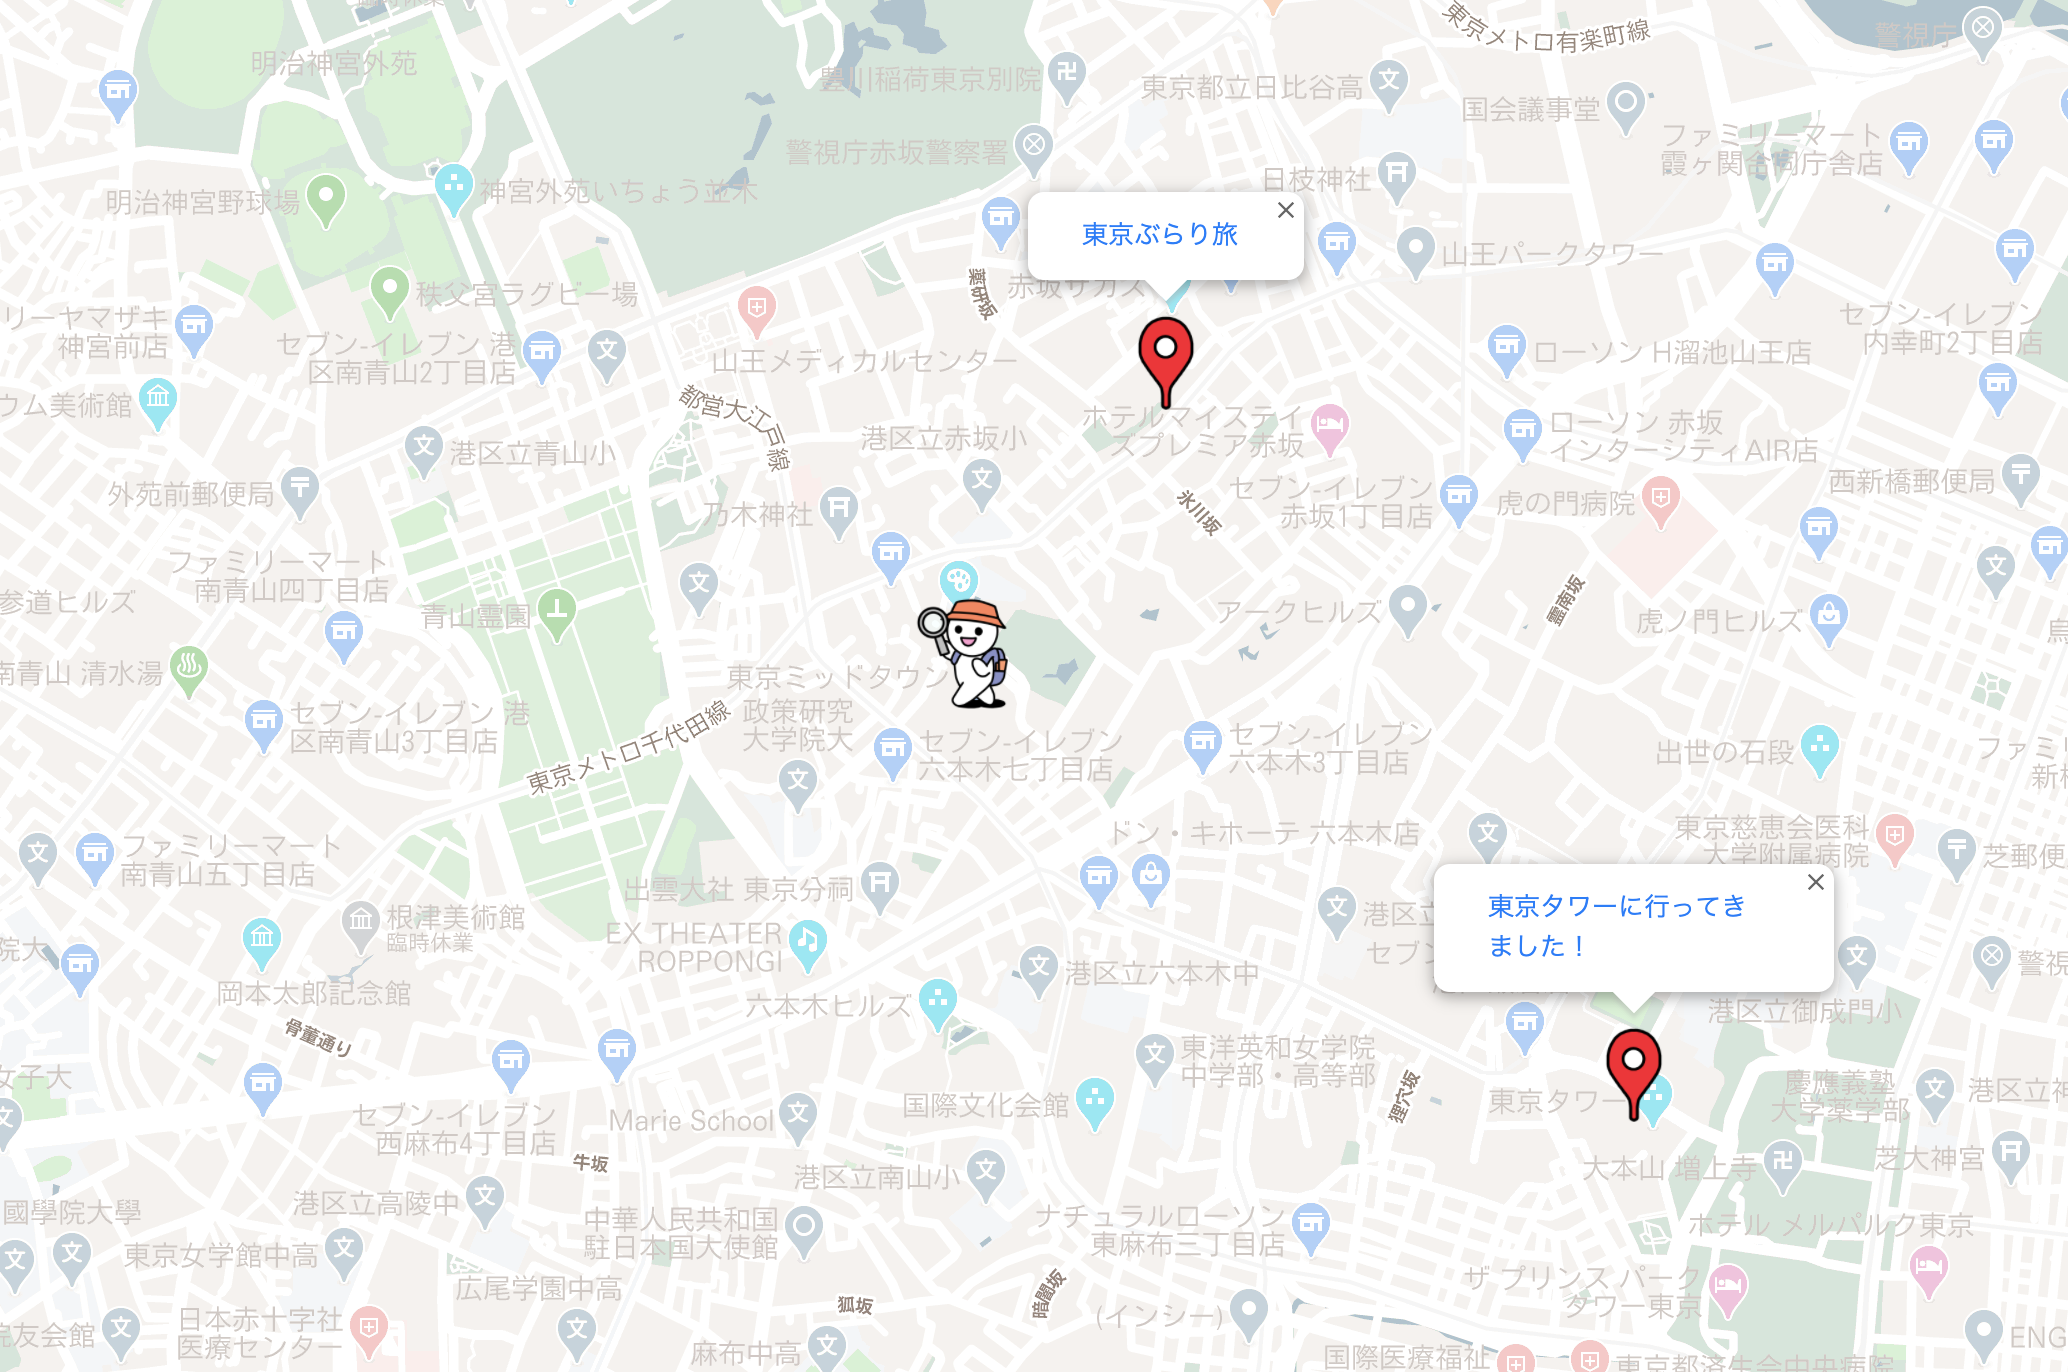 臨時休業
東京メトロ有楽町線
警視庁
明治神宮外苑
豊川稲荷東京別院
東京都立日比谷高
国会議事堂
警視庁赤坂警察署
ファミリーマート
霞ヶ関合同庁舎店
明治神宮野球場
神宮外苑いちょう並木
日枝神社
東京ぶらり旅
山王パークタワー
秩父宮ラグビー場
薬研坂
赤坂サカス
リーヤマザキ
神宮前店
セブン-イレブン 港
区南青山2丁目店
山王メディカルセンター
ローソン H溜池山王店
セブン-イレブン
内幸町2丁目店
ウム美術館
都営大江戸線
港区立青山小
港区立赤坂小
ホテルマイステイ
ズプレミア赤坂
ローソン 赤坂
インターシティAIR店
外苑前郵便局
乃木神社
氷川坂
セブン-イレブン
赤坂1丁目店
虎の門病院
西新橋郵便局
ファミリーマート
南青山四丁目店
参道ヒルズ
青山霊園
アークヒルズ
霊南坂
虎ノ門ヒルズ
烏
南青山 清水湯
東京ミッドタウン
セブン-イレブン 港
区南青山3丁目店
東京メトロ千代田線
政策研究
大学院大
セブン-イレブン
六本木七丁目店
セブン-イレブン
六本木3丁目店
出世の石段
ファミリ
新橋
ファミリーマート
南青山五丁目店
ドン・キホーテ 六本木店
東京慈恵会医科
大学附属病院
芝郵便
出雲大社 東京分祠
根津美術館
臨時休業
院大
EX THEATER
ROPPONGI
港区立
セブン
東京タワーに行ってき
ました！
警視
岡本太郎記念館
港区立六本木中
六本木ヒルズ
港区立御成門小
骨董通り
東洋英和女学院
中学部・高等部
女子大
狸穴坂
東京タワー
慶應義塾
大学薬学部
港区立神
セブン-イレブン
西麻布4丁目店
Marie School
国際文化会館
牛坂
港区立南山小
大本山 増上寺
芝大神宮
國學院大學
港区立高陵中
中華人民共和国
駐日本国大使館
ナチュラルローソン
東麻布三丁目店
ホテル メルパルク東京
東京女学館中高
広尾学園中高
ザ プリンス パーク
タワー東京
日本赤十字社
医療センター
院友会館
狐坂
暗闇坂
(インシー)
ENG
麻布中高
国際医療福祉
東京都済生会中央病院